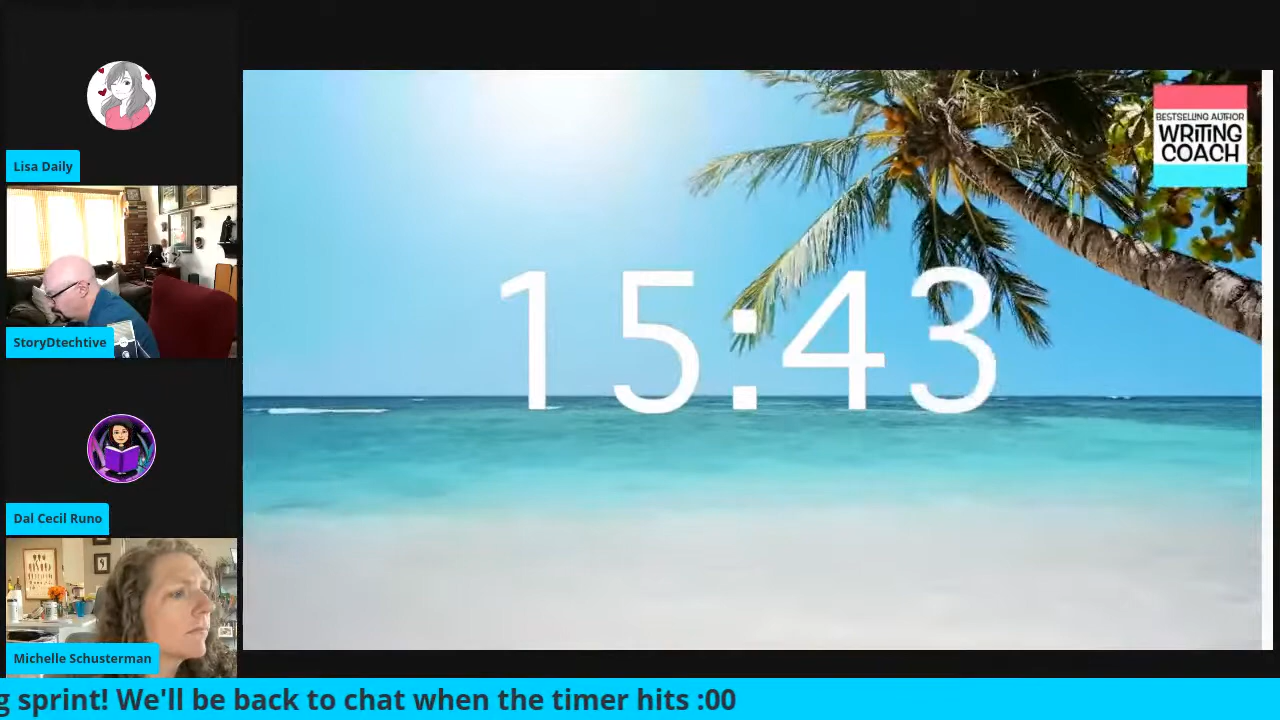 Lisa Daily
StoryDtechtive
Dal Cecil Runo
Michelle Schusterman
15:43
BESTSELLING AUTHOR
WRITING
COACH
g sprint! We'll be back to chat when the timer hits :00